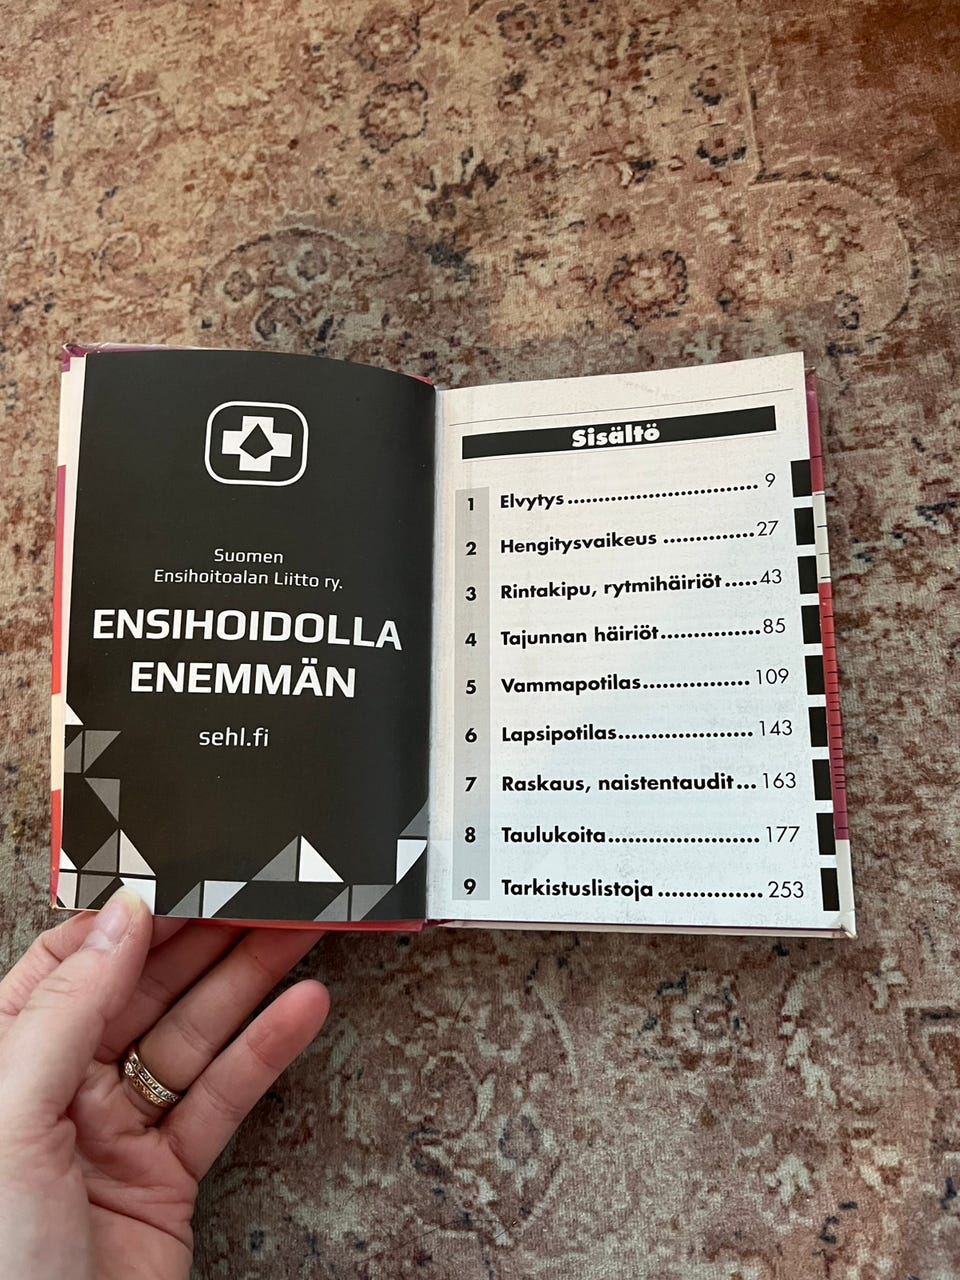 Suomen
Ensihoitoalan Liitto ry.
ENSIHOIDOLLA
ENEMMÄN
sehl.fi
Sisältö
1 Elvytys.............................. 9
2 Hengitysvaikeus ..............27
3 Rintakipu, rytmihäiriöt.....43
4 Tajunnan häiriöt...............85
5 Vammapotilas................ 109
6 Lapsipotilas.................... 143
7 Raskaus, naistentaudit... 163
8 Taulukoita....................... 177
9 Tarkistuslistoja ................ 253